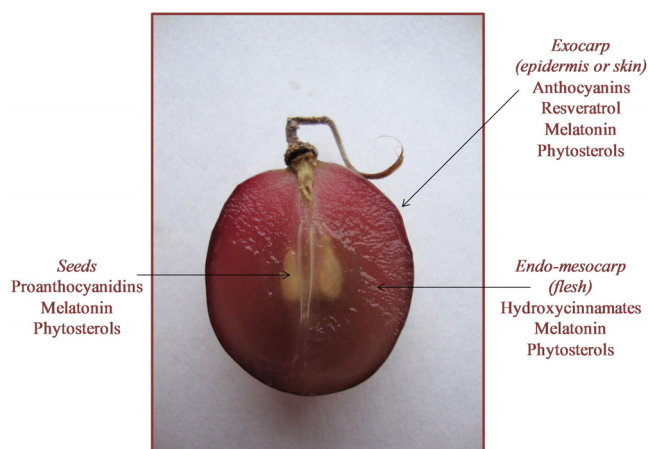 Exocarp
(epidermis or skin)
Anthocyanins
Resveratrol
Melatonin
Phytosterols
Seeds
Proanthocyanidins
Melatonin
Phytosterols
Endo-mesocarp
(flesh)
Hydroxycinnamates
Melatonin
Phytosterols